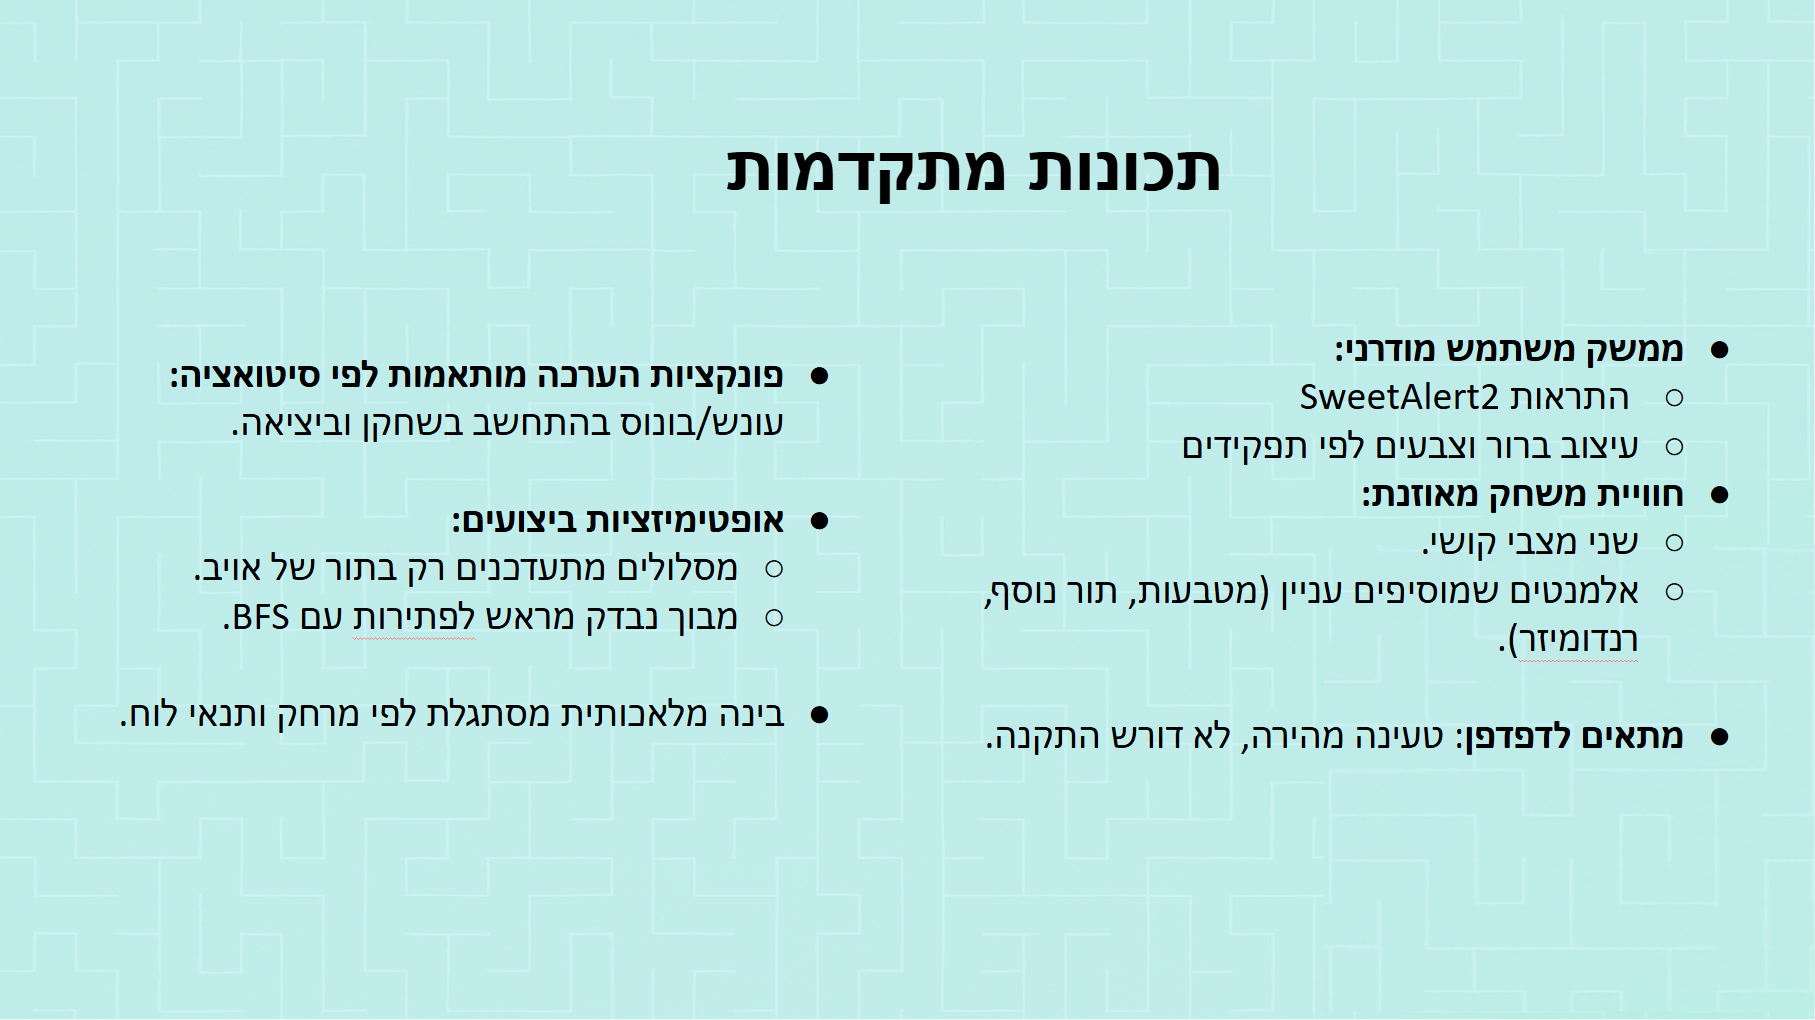 תכונות מתקדמות
● ממשק משתמש מודרני:
○ התראות SweetAlert2
○ עיצוב ברור וצבעים לפי תפקידים
● חוויית משחק מאוזנת:
○ שני מצבי קושי.
○ אלמנטים שמוסיפים עניין (מטבעות, תור נוסף,
רנדומיזר).
● מתאים לדפדפן: טעינה מהירה, לא דורש התקנה.
● פונקציות הערכה מותאמות לפי סיטואציה:
עונש/בונוס בהתחשב בשחקן וביציאה.
● אופטימיזציות ביצועים:
○ מסלולים מתעדכנים רק בתור של אויב.
○ מבוך נבדק מראש לפתירות עם BFS.
● בינה מלאכותית מסתגלת לפי מרחק ותנאי לוח.